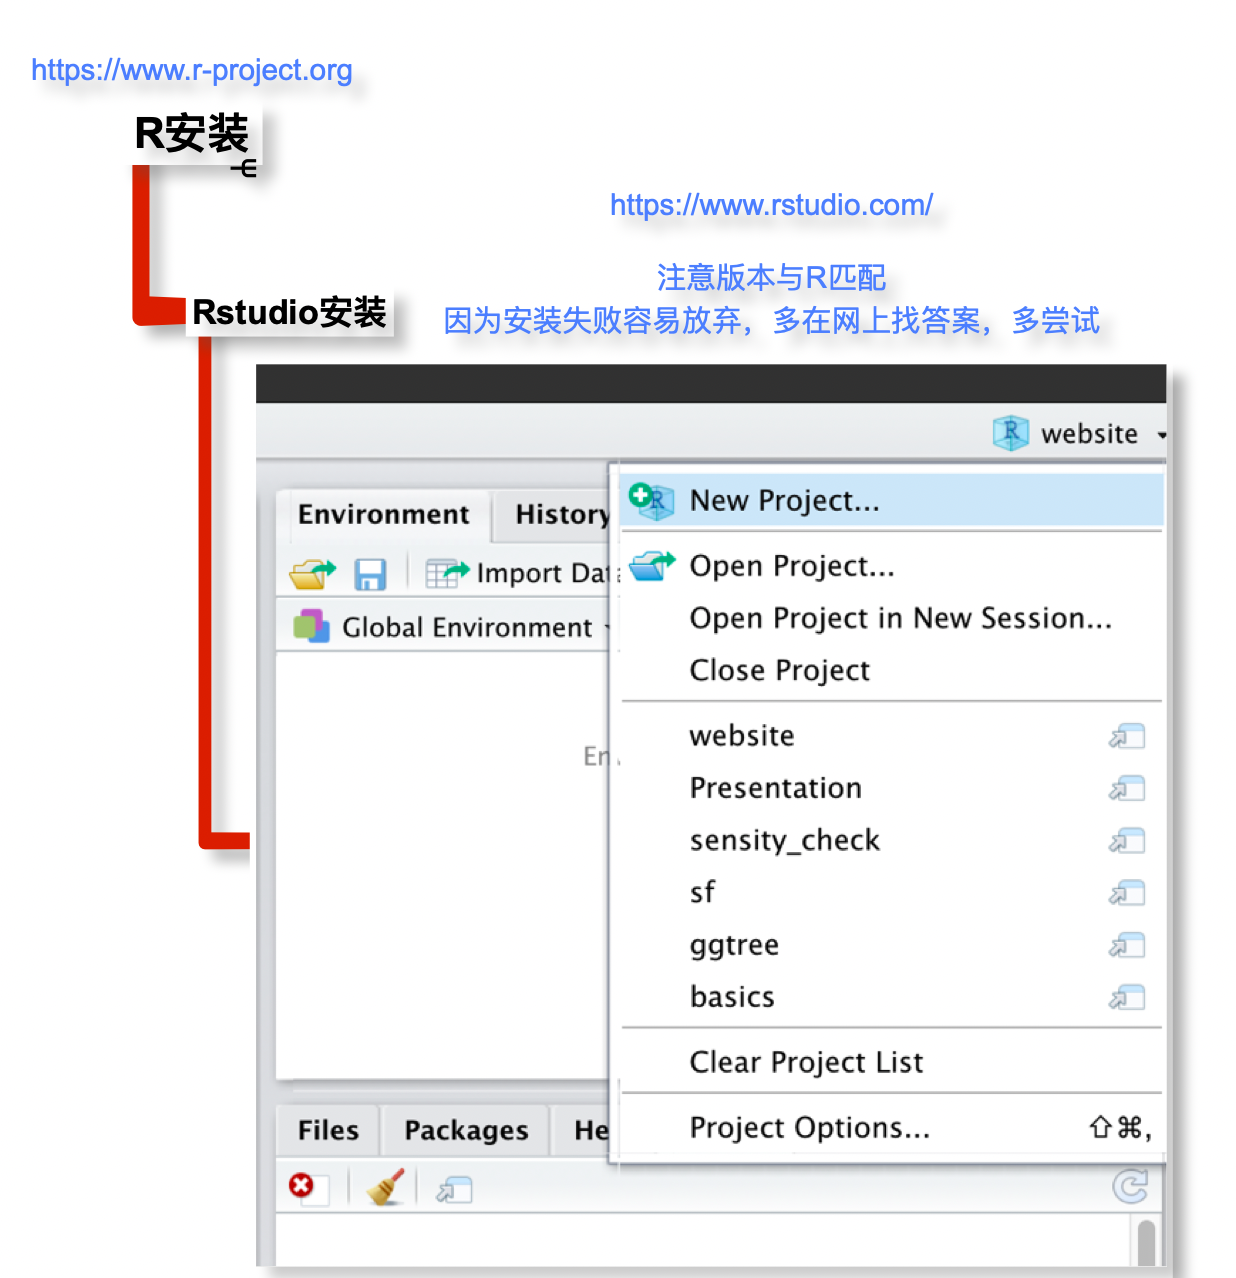 https://www.r-project.org
R安装
https://www.rstudio.com/
注意版本与R匹配
Rstudio安装
因为安装失败容易放弃，多在网上找答案，多尝试
website
New Project...
Environment
History
Open Project...
Import Dat
Open Project in New Session...
Global Environment
Close Project
website
En
Presentation
sensity_check
sf
ggtree
basics
Clear Project List
Files
Packages
He
Project Options...
⇧⌘,